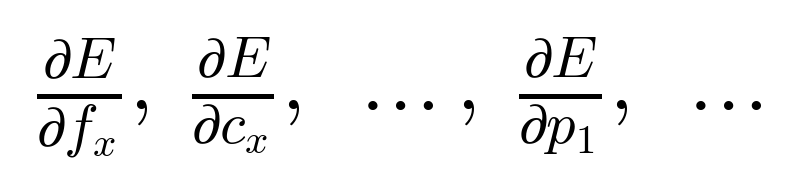 ∂E/∂f_x, ∂E/∂c_x, ..., ∂E/∂p_1, ...